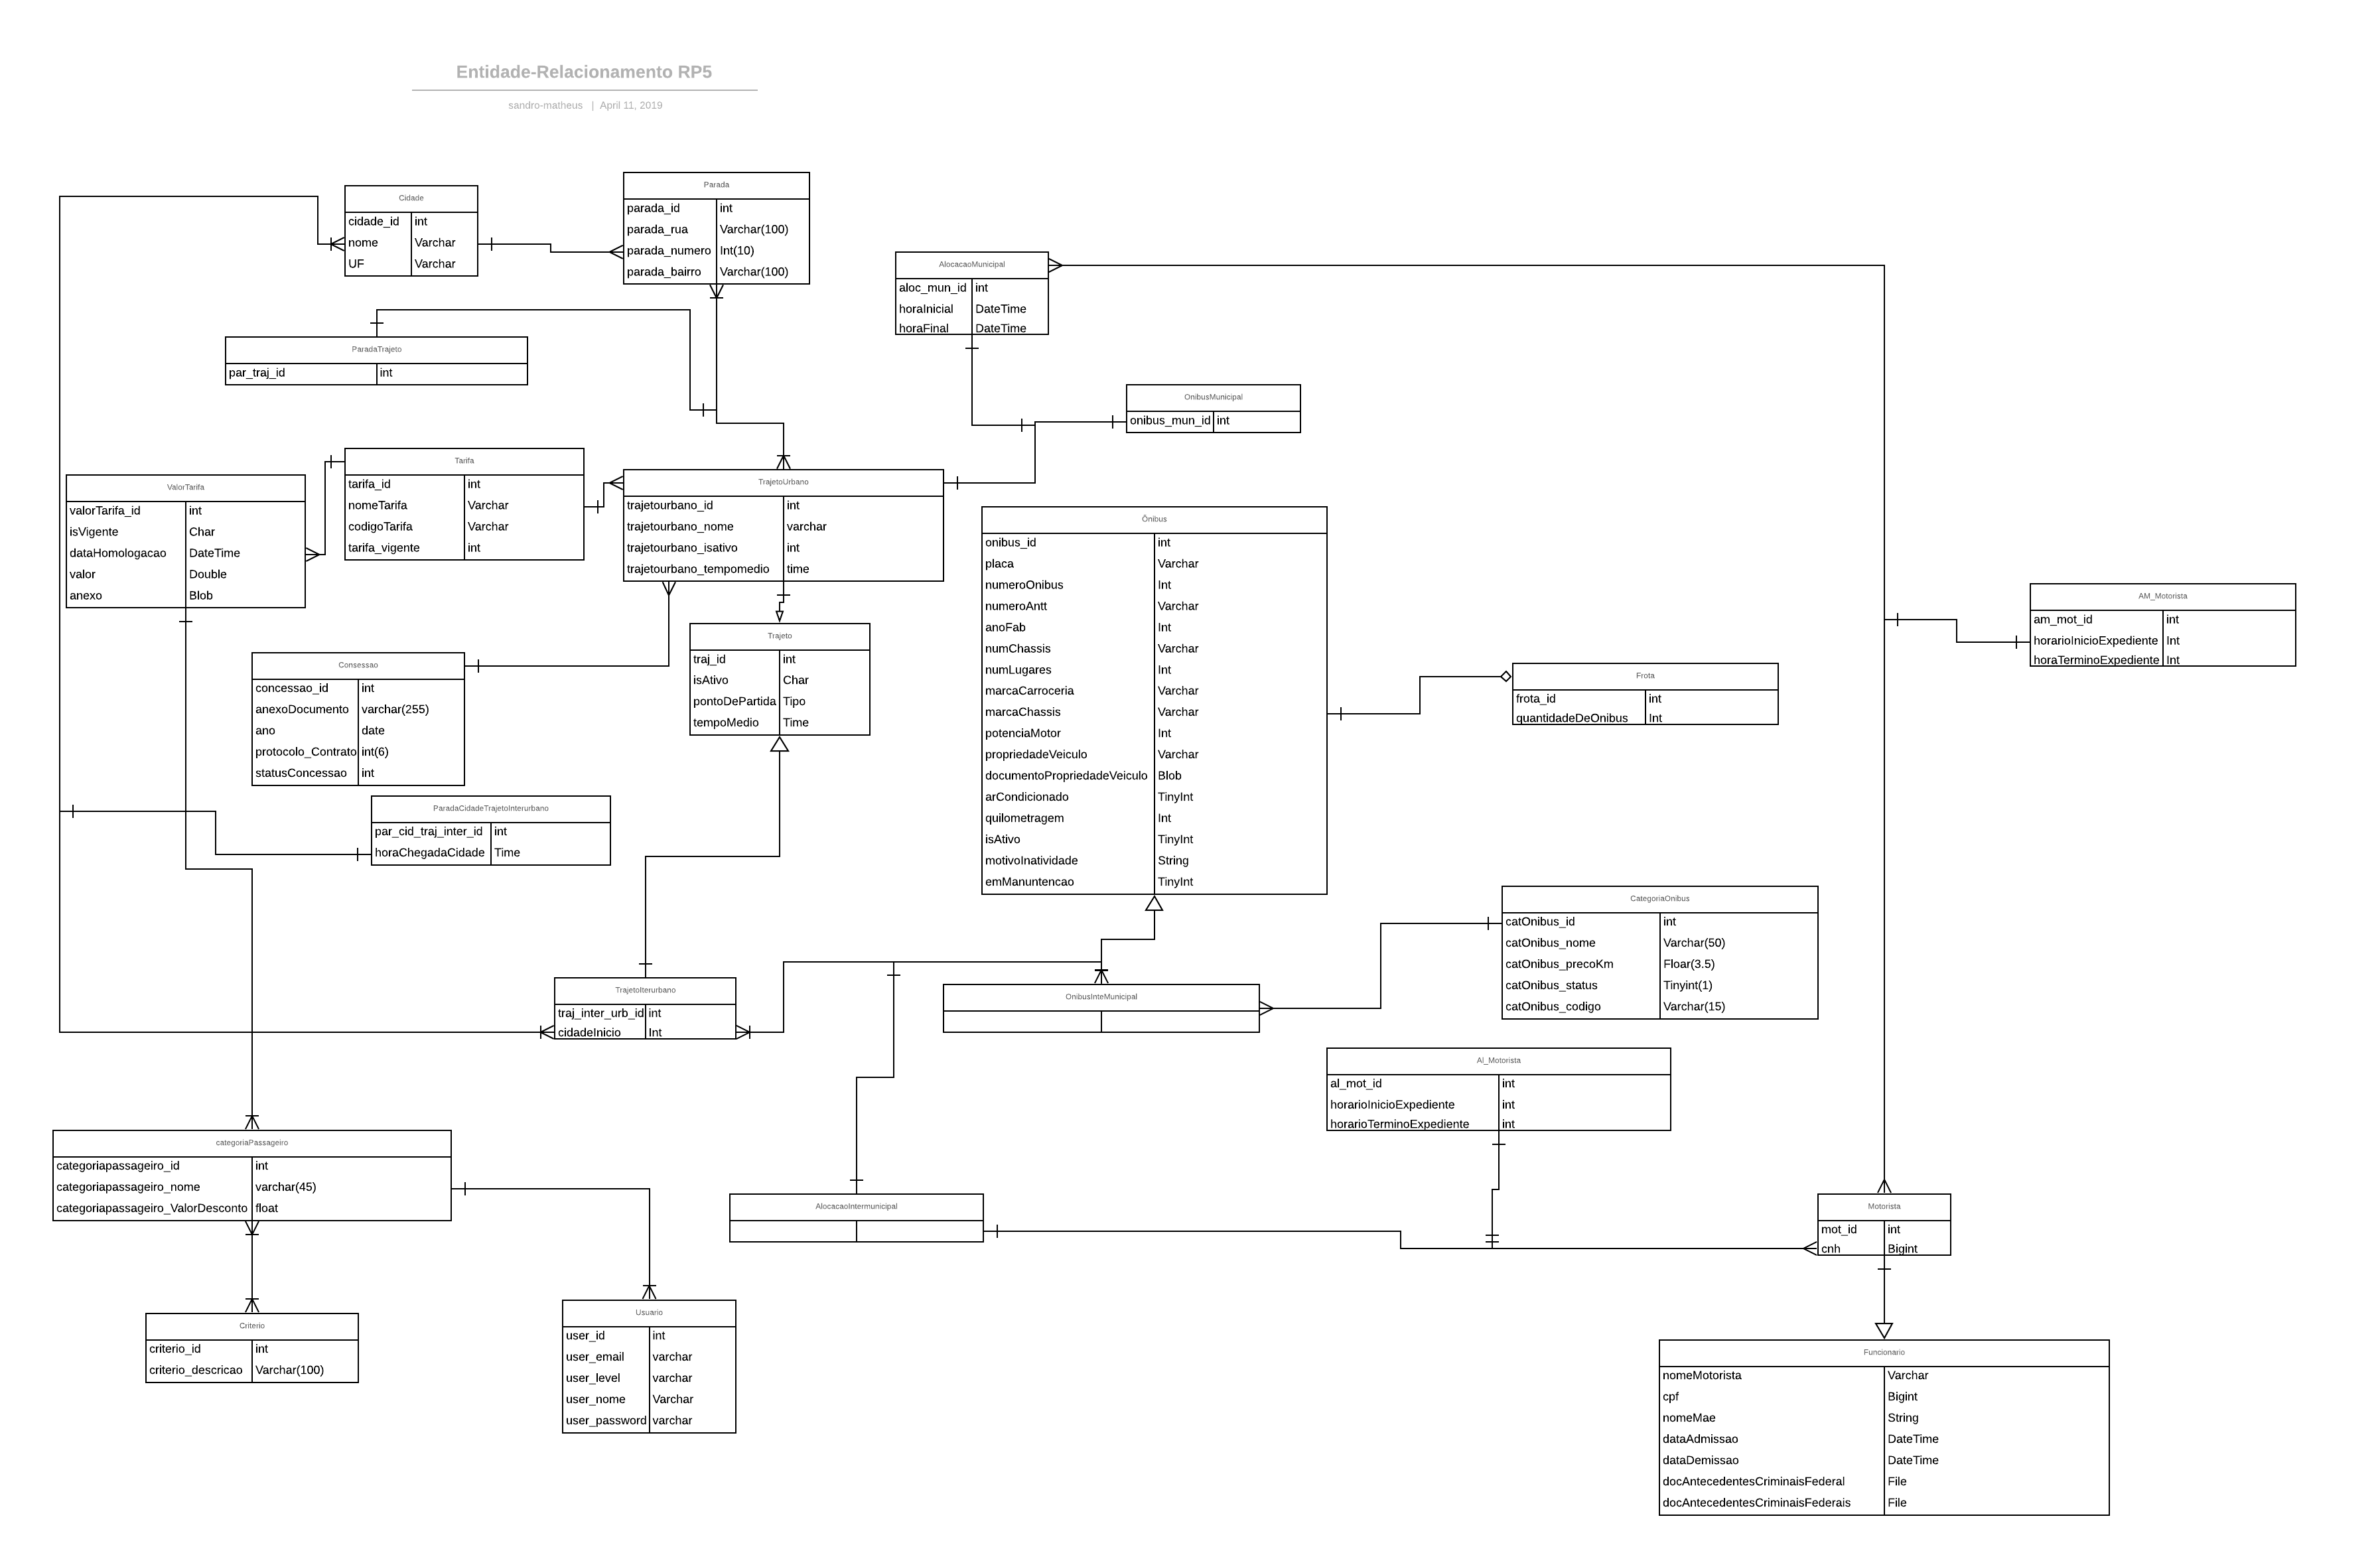 Entidade-Relacionamento RP5
sandro-matheus | April 11, 2019
Cidade
cidade_id int
nome Varchar
UF Varchar
Parada
parada_id int
parada_rua Varchar(100)
parada_numero Int(10)
parada_bairro Varchar(100)
AlocacaoMunicipal
aloc_mun_id int
horaInicial DateTime
horaFinal DateTime
ParadaTrajeto
par_traj_id int
OnibusMunicipal
onibus_mun_id int
ValorTarifa
valorTarifa_id int
isVigente Char
dataHomologacao DateTime
valor Double
anexo Blob
Tarifa
tarifa_id int
nomeTarifa Varchar
codigoTarifa Varchar
tarifa_vigente int
TrajetoUrbano
trajetourbano_id int
trajetourbano_nome varchar
trajetourbano_isativo int
trajetourbano_tempomedio time
Ônibus
onibus_id int
placa Varchar
numeroOnibus Int
numeroAntt Varchar
anoFab Int
numChassis Varchar
numLugares Int
marcaCarroceria Varchar
marcaChassis Varchar
potenciaMotor Int
propriedadeVeiculo Varchar
documentoPropriedadeVeiculo Blob
arCondicionado TinyInt
quilometragem Int
isAtivo TinyInt
motivoInatividade String
emManuntencao TinyInt
AM_Motorista
am_mot_id int
horarioInicioExpediente Int
horaTerminoExpediente Int
Trajeto
traj_id int
isAtivo Char
pontoDePartida Tipo
tempoMedio Time
Consessao
concessao_id int
anexoDocumento varchar(255)
ano date
protocolo_Contrato int(6)
statusConcessao int
Frota
frota_id int
quantidadeDeOnibus Int
ParadaCidadeTrajetoInterurbano
par_cid_traj_inter_id int
horaChegadaCidade Time
CategoriaOnibus
catOnibus_id int
catOnibus_nome Varchar(50)
catOnibus_precoKm Floar(3.5)
catOnibus_status Tinyint(1)
catOnibus_codigo Varchar(15)
TrajetoIterurbano
traj_inter_urb_id int
cidadeInicio Int
OnibusInteMunicipal
AI_Motorista
al_mot_id int
horarioInicioExpediente int
horarioTerminoExpediente int
categoriaPassageiro
categoriapassageiro_id int
categoriapassageiro_nome varchar(45)
categoriapassageiro_ValorDesconto float
AlocacaoIntermunicipal
Motorista
mot_id int
cnh Bigint
Criterio
criterio_id int
criterio_descricao Varchar(100)
Usuario
user_id int
user_email varchar
user_level varchar
user_nome Varchar
user_password varchar
Funcionario
nomeMotorista Varchar
cpf Bigint
nomeMae String
dataAdmissao DateTime
dataDemissao DateTime
docAntecedentesCriminaisFederal File
docAntecedentesCriminaisFederais File